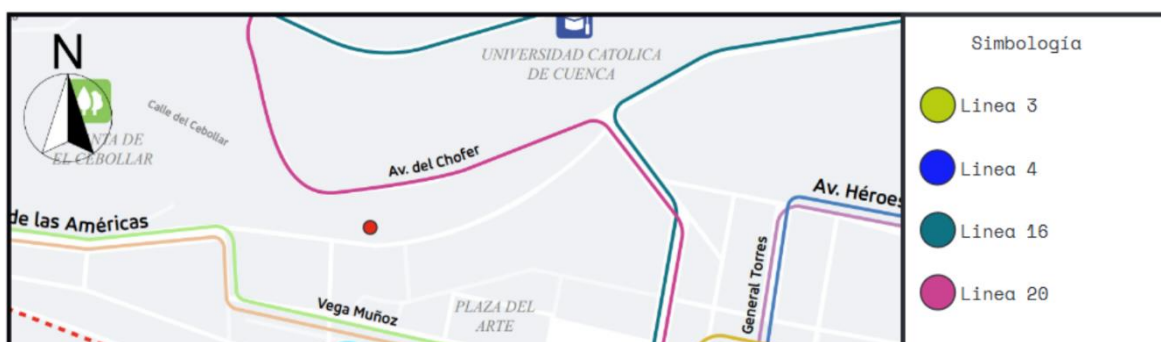 N
UNIVERSIDAD CATOLICA
DE CUENCA
Calle del Cebollar
NTA DE
EL CEBOLLAR
Av. del Chofer
de las Américas
Av. Héroes
General Torres
Vega Muñoz
PLAZA DEL
ARTE
Simbología
Linea 3
Linea 4
Linea 16
Linea 20